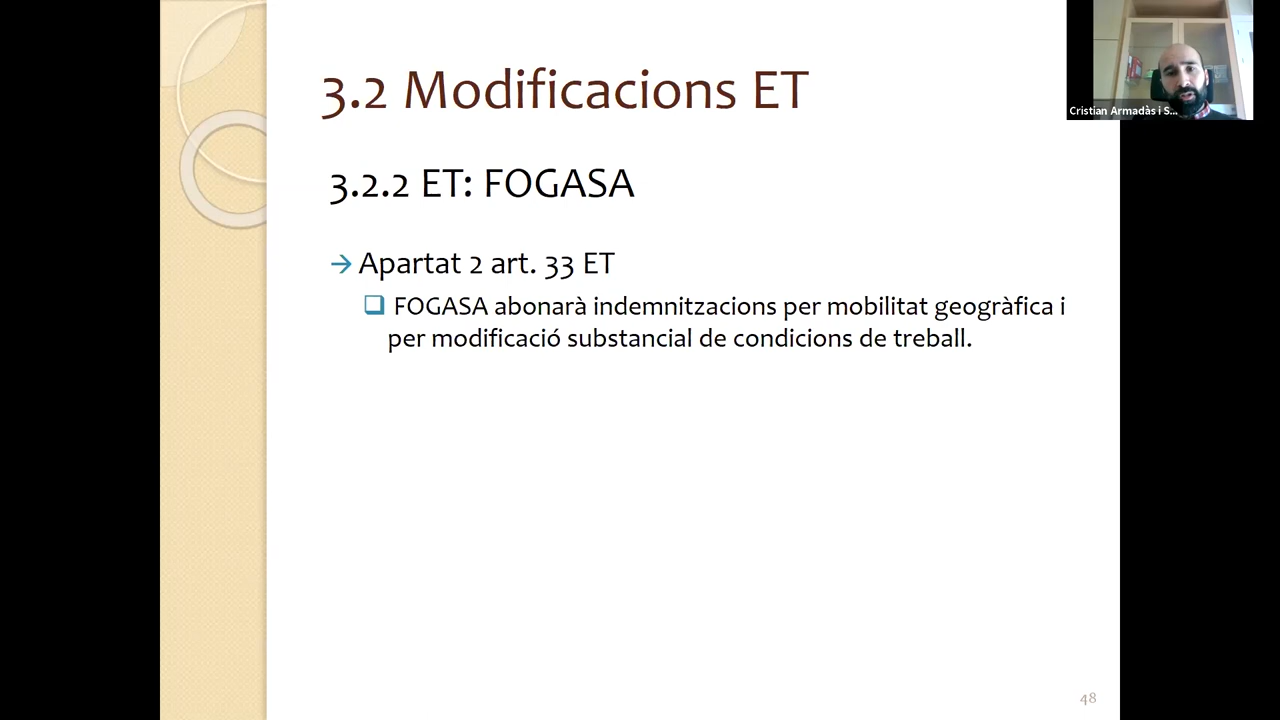 3.2 Modificacions ET
Cristian Armadàs i S...
3.2.2 ET: FOGASA
→ Apartat 2 art. 33 ET
FOGASA abonarà indemnitzacions per mobilitat geogràfica i
per modificació substancial de condicions de treball.
48